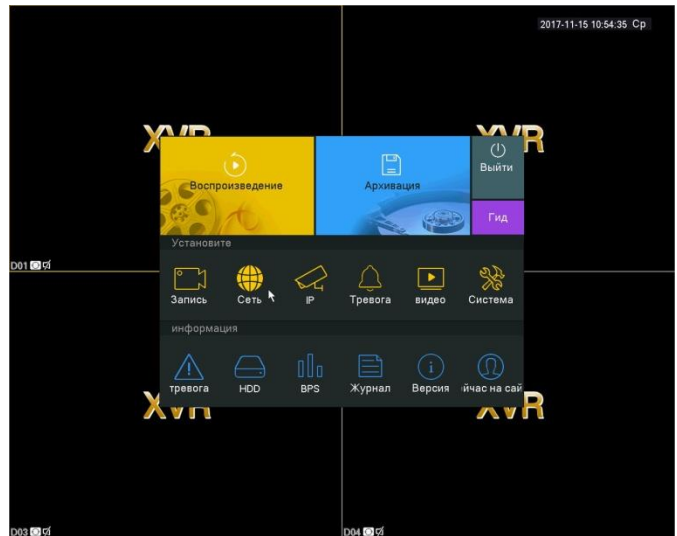 2017-11-15 10:54:35 Ср
XVR
Воспроизведение
Архивация
Выйти
Гид
Установите
D01
Запись
Сеть
IP
Тревога
видео
Система
информация
тревога
HDD
BPS
Журнал
Версия
йчас на сай
XVR
XVR
D03
D04